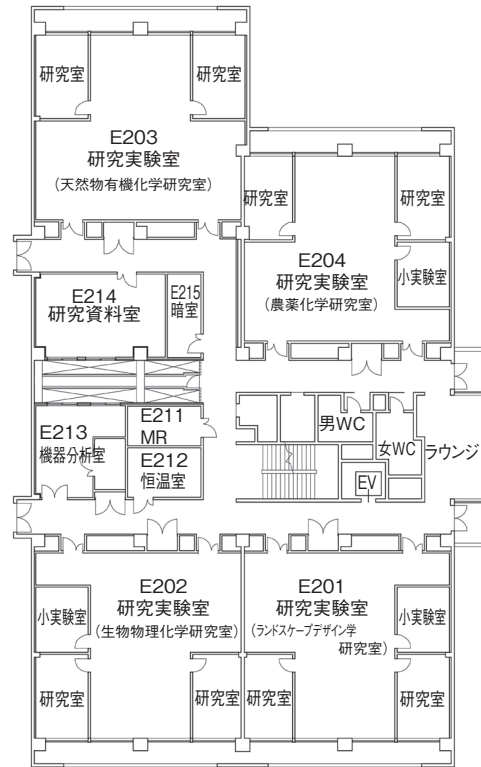 研究室
研究室
E203
研究実験室
(天然物有機化学研究室)
研究室
研究室
E204
研究実験室
(農薬化学研究室)
小実験室
E214
研究資料室
E215
暗室
E213
機器分析室
E211
MR
E212
恒温室
男WC
女WC
ラウンジ
EV
E202
研究実験室
(生物物理化学研究室)
小実験室
研究室
研究室
E201
研究実験室
(ランドスケープデザイン学
研究室)
小実験室
研究室
研究室